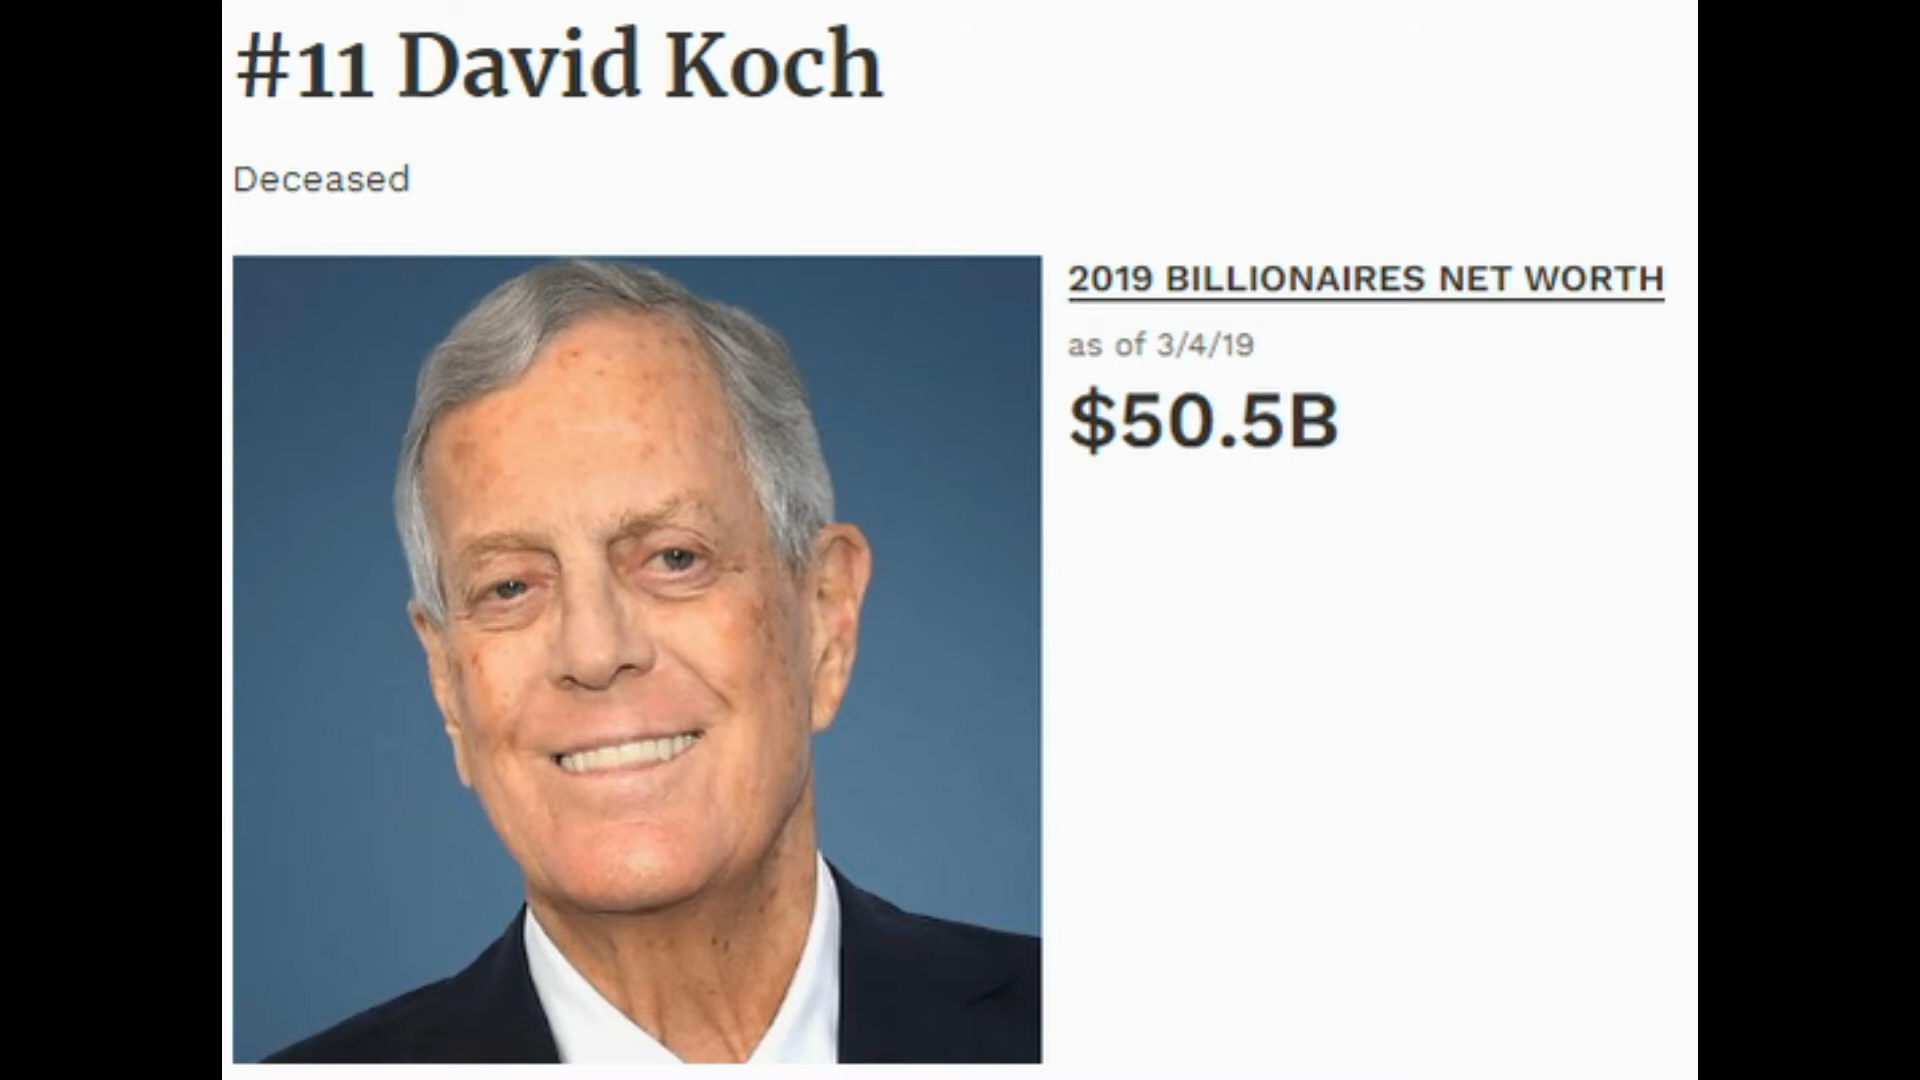 #11 David Koch
Deceased
2019 BILLIONAIRES NET WORTH
as of 3/4/19
$50.5B